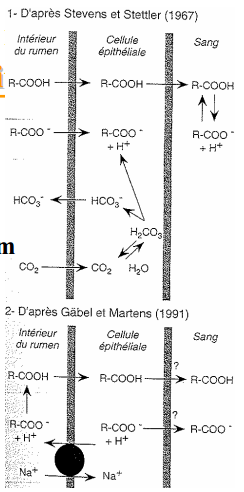 1- D'après Stevens et Stettler (1967)
Intérieur du rumen Cellule épithéliale Sang
R-COOH R-COOH R-COOH
R-COO⁻ R-COO⁻ + H⁺ R-COO⁻ + H⁺
HCO₃⁻ HCO₃⁻
H₂CO₃
m
CO₂ CO₂ H₂O
2- D'après Gäbel et Martens (1991)
Intérieur du rumen Cellule épithéliale Sang
?
R-COOH R-COOH R-COOH
?
R-COO⁻ + H⁺ R-COO⁻ + H⁺ R-COO⁻
Na⁺ Na⁺